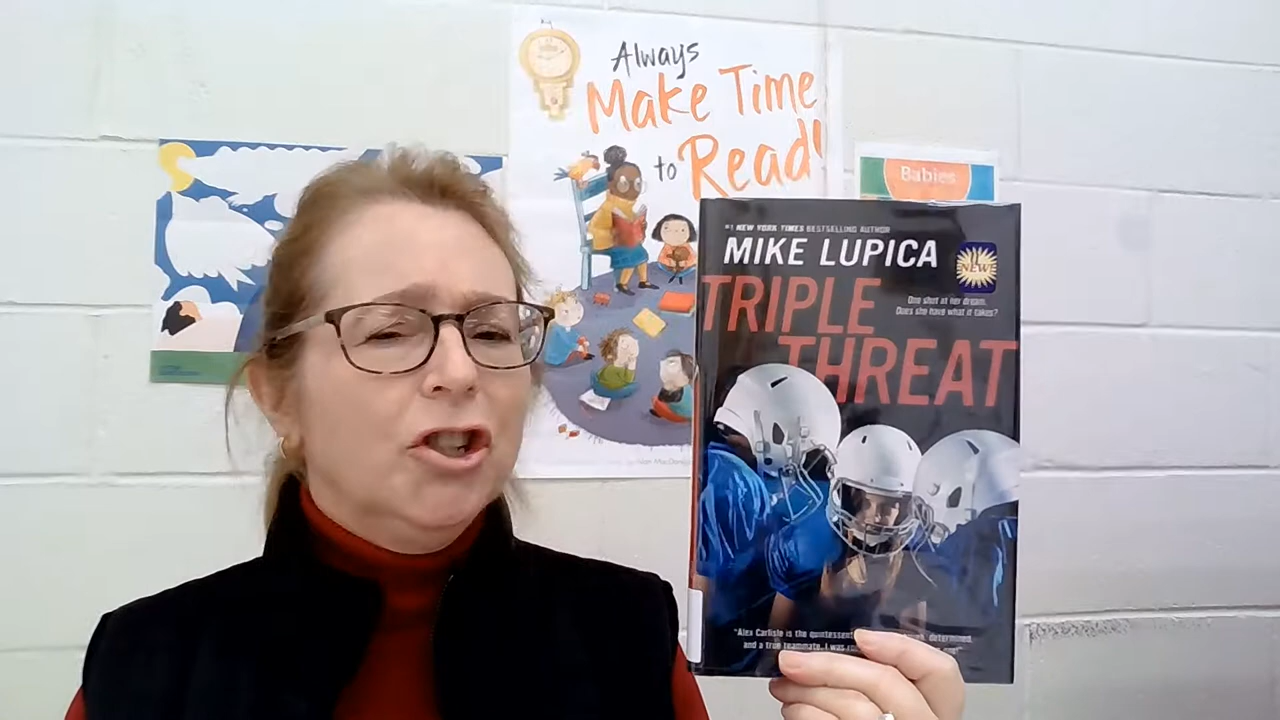 Always
Make Time
to Read!
Babies
#1 NEW YORK TIMES BESTSELLING AUTHOR
MIKE LUPICA
NEW
TRIPLE
THREAT
One shot at her dream.
Does she have what it takes?
"Alex Carlisle is the determined,
and a true teammate. I was